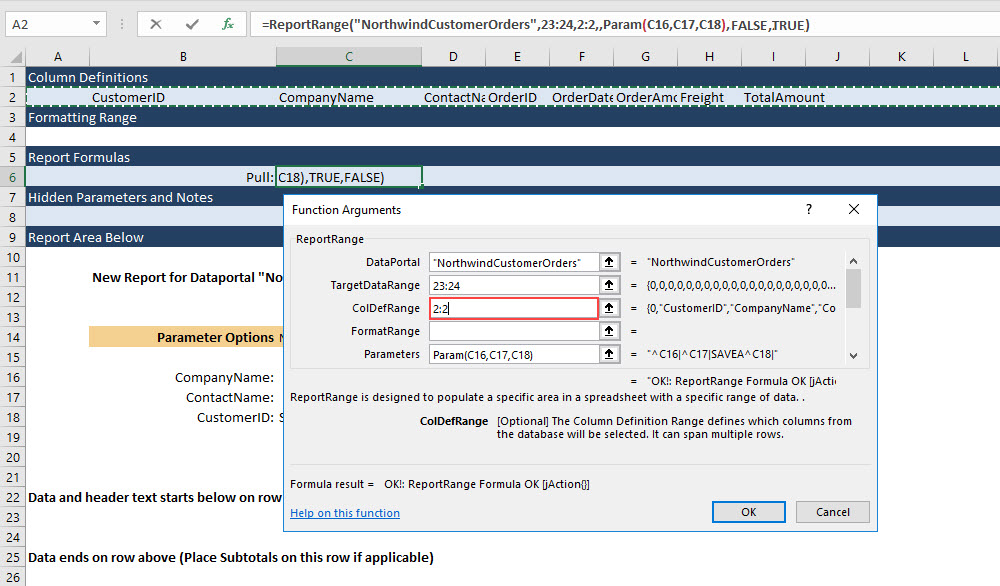 A2
=ReportRange("NorthwindCustomerOrders",23:24,2:2,,Param(C16,C17,C18),FALSE,TRUE)
A B C D E F G H I J K L
1 Column Definitions
2 CustomerID CompanyName ContactNa OrderID OrderDate OrderAmo Freight TotalAmount
3 Formatting Range
4
5 Report Formulas
6 Pull: C18),TRUE,FALSE)
7 Hidden Parameters and Notes
8
9 Report Area Below
10
11 New Report for Dataportal "No
12
13
14 Parameter Options
15
16 CompanyName:
17 ContactName:
18 CustomerID: S
19
20
21
22 Data and header text starts below on row
23
24
25 Data ends on row above (Place Subtotals on this row if applicable)
26
Function Arguments ?
ReportRange
DataPortal "NorthwindCustomerOrders" = "NorthwindCustomerOrders"
TargetDataRange 23:24 = {0,0,0,0,0,0,0,0,0,0,0,0,0,0,0,0,0,0...
ColDefRange 2:2 = {0,"CustomerID","CompanyName","Co
FormatRange =
Parameters Param(C16,C17,C18) = "^C16|^C17|SAVEA^C18|"
= "OK!: ReportRange Formula OK [jActio
ReportRange is designed to populate a specific area in a spreadsheet with a specific range of data. .
ColDefRange [Optional] The Column Definition Range defines which columns from
the database will be selected. It can span multiple rows.
Formula result = OK!: ReportRange Formula OK [jAction{}]
Help on this function
OK Cancel